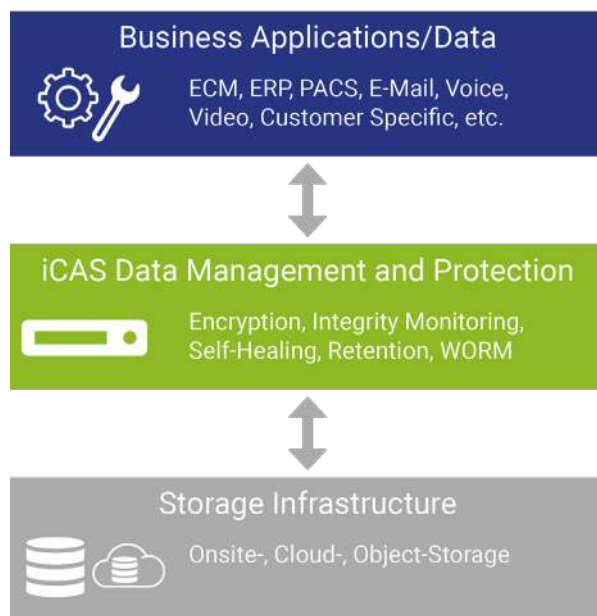 Business Applications/Data
ECM, ERP, PACS, E-Mail, Voice,
Video, Customer Specific, etc.
iCAS Data Management and Protection
Encryption, Integrity Monitoring,
Self-Healing, Retention, WORM
Storage Infrastructure
Onsite-, Cloud-, Object-Storage